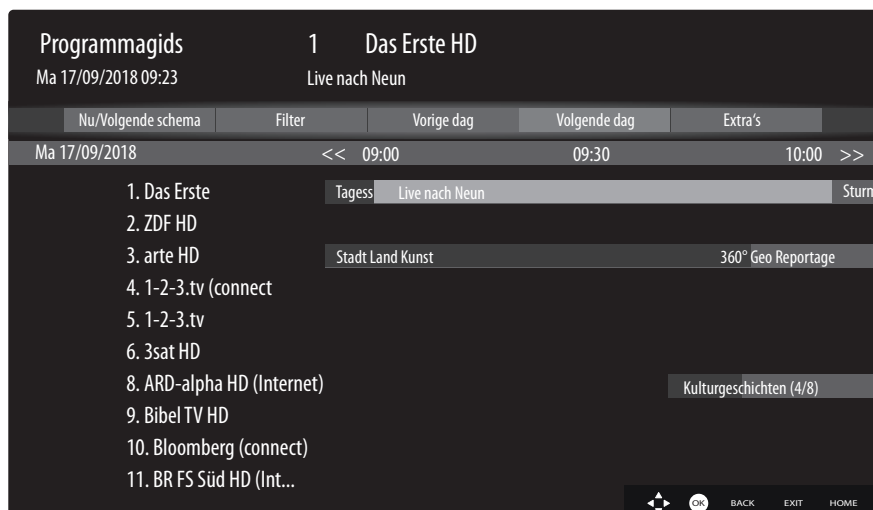 Programmagids 1 Das Erste HD
Ma 17/09/2018 09:23 Live nach Neun
Nu/Volgende schema Filter Vorige dag Volgende dag Extra's
Ma 17/09/2018 << 09:00 09:30 10:00 >>
1. Das Erste Tagess Live nach Neun Sturm
2. ZDF HD
3. arte HD Stadt Land Kunst 360° Geo Reportage
4. 1-2-3.tv (connect
5. 1-2-3.tv
6. 3sat HD
8. ARD-alpha HD (Internet) Kulturgeschichten (4/8)
9. Bibel TV HD
10. Bloomberg (connect)
11. BR FS Süd HD (Int...
OK BACK EXIT HOME